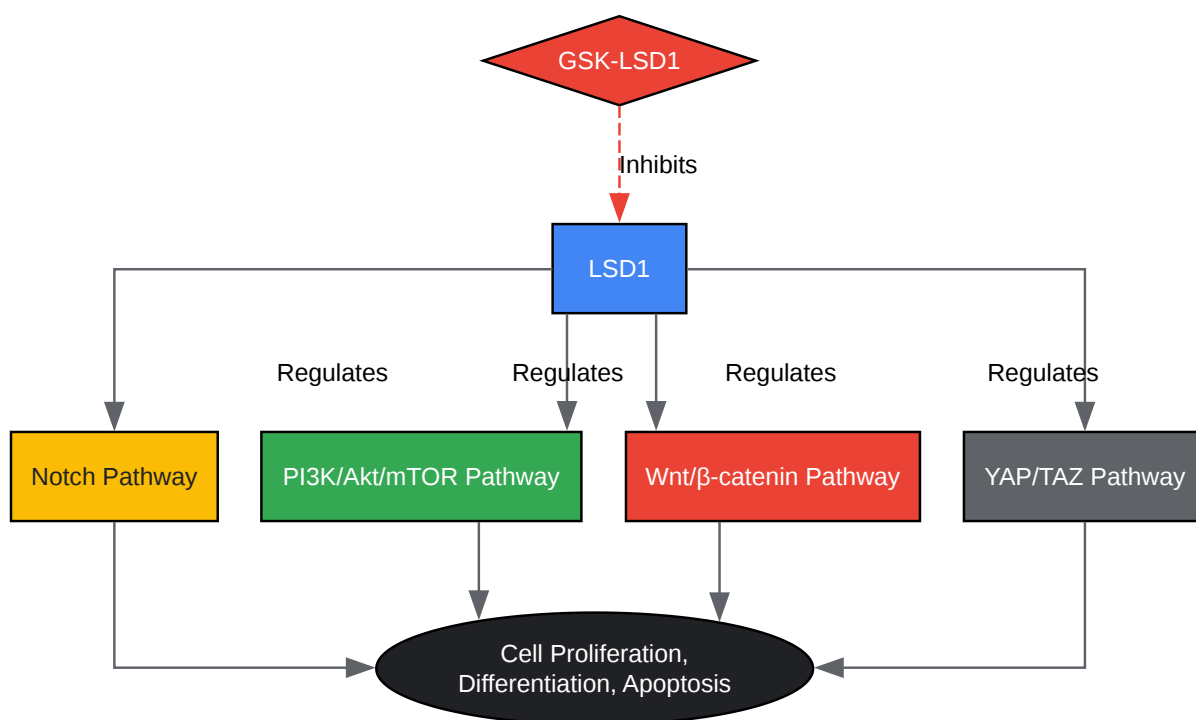 GSK-LSD1
Inhibits
LSD1
Regulates
Regulates
Regulates
Regulates
Notch Pathway
PI3K/Akt/mTOR Pathway
Wnt/β-catenin Pathway
YAP/TAZ Pathway
Cell Proliferation,
Differentiation, Apoptosis